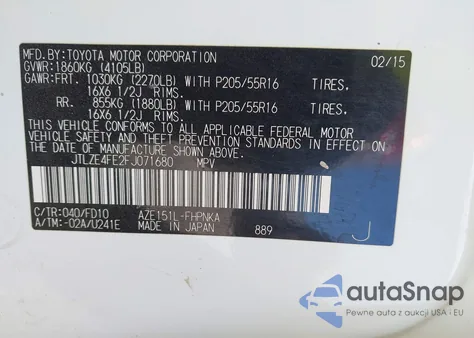 MFD.BY:TOYOTA MOTOR CORPORATION 02/15
GVWR:1860KG (4105LB)
GAWR:FRT. 1030KG (2270LB) WITH P205/55R16 TIRES.
16X6 1/2J RIMS.
RR. 855KG (1880LB) WITH P205/55R16 TIRES.
16X6 1/2J RIMS.
THIS VEHICLE CONFORMS TO ALL APPLICABLE FEDERAL MOTOR
VEHICLE SAFETY AND THEFT PREVENTION STANDARDS IN EFFECT
ON THE DATE OF MANUFACTURE SHOWN ABOVE.
JTLZE4FE2FJ071680 MPV
C/TR:040/FD10 AZE151L-FHPNKA
A/TM:-02A/U241E MADE IN JAPAN 889 J
autoSnap
Pewne auta z aukcji USA i EU